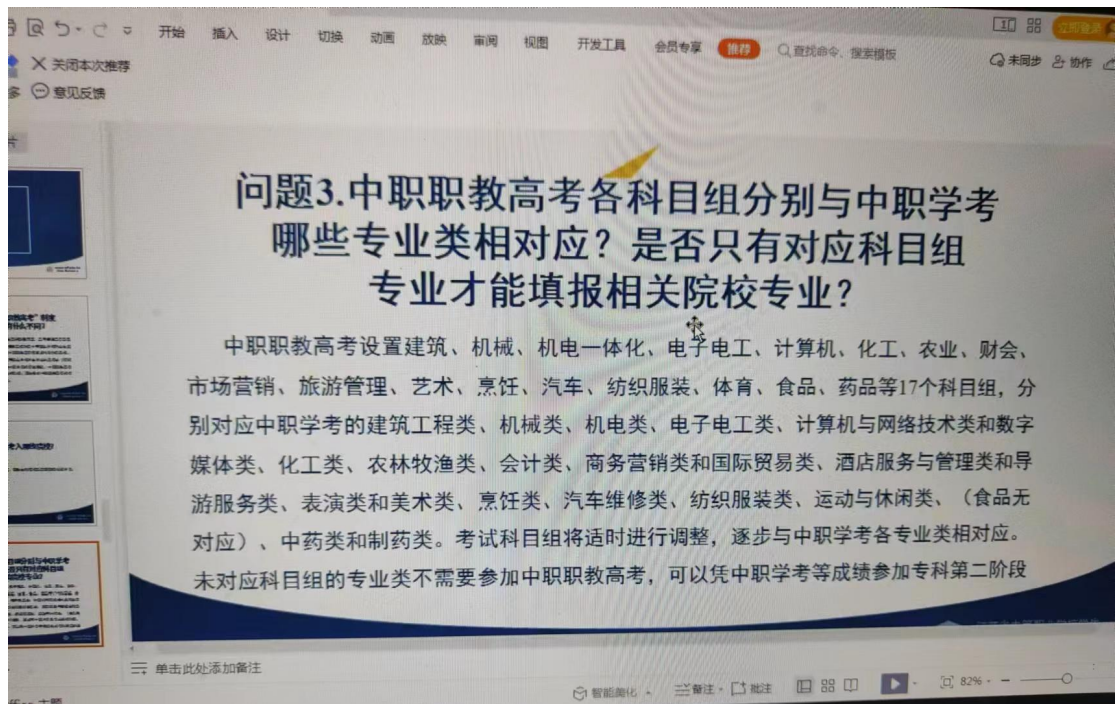 开始 插入 设计 切换 动画 放映 审阅 视图 开发工具 会员专享 推荐 查找命令、搜索模板
立即登录
未同步 协作
关闭本次推荐
意见反馈
问题3.中职职教高考各科目组分别与中职学考
哪些专业类相对应？是否只有对应科目组
专业才能填报相关院校专业？
中职职教高考设置建筑、机械、机电一体化、电子电工、计算机、化工、农业、财会、
市场营销、旅游管理、艺术、烹饪、汽车、纺织服装、体育、食品、药品等17个科目组，分
别对应中职学考的建筑工程类、机械类、机电类、电子电工类、计算机与网络技术类和数字
媒体类、化工类、农林牧渔类、会计类、商务营销类和国际贸易类、酒店服务与管理类和导
游服务类、表演类和美术类、烹饪类、汽车维修类、纺织服装类、运动与休闲类、（食品无
对应）、中药类和制药类。考试科目组将适时进行调整，逐步与中职学考各专业类相对应。
未对应科目组的专业类不需要参加中职职教高考，可以凭中职学考等成绩参加专科第二阶段
单击此处添加备注
智能美化 备注 批注 82%